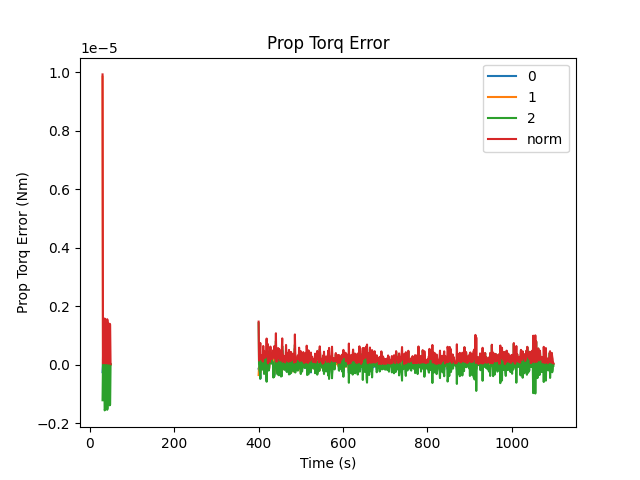 Prop Torq Error
1e−5
1.0
0.8
0.6
0.4
0.2
0.0
−0.2
Prop Torq Error (Nm)
0
1
2
norm
0 200 400 600 800 1000
Time (s)